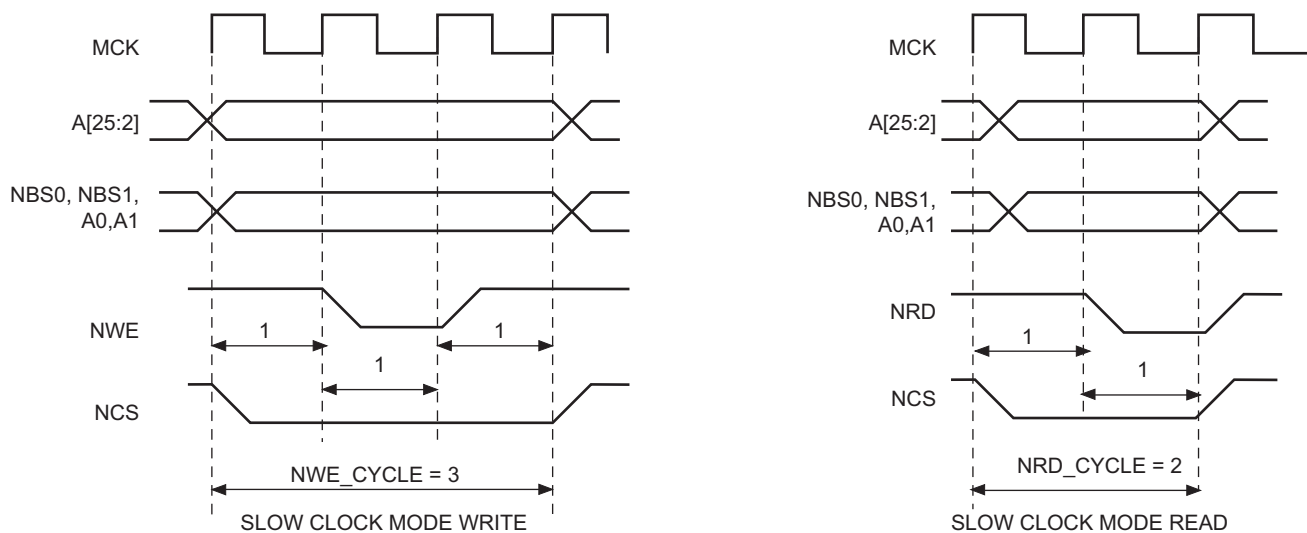 MCK
A[25:2]
NBS0, NBS1,
A0,A1
NWE
1
1
1
NCS
NWE_CYCLE = 3
SLOW CLOCK MODE WRITE
MCK
A[25:2]
NBS0, NBS1,
A0,A1
NRD
1
1
NCS
NRD_CYCLE = 2
SLOW CLOCK MODE READ